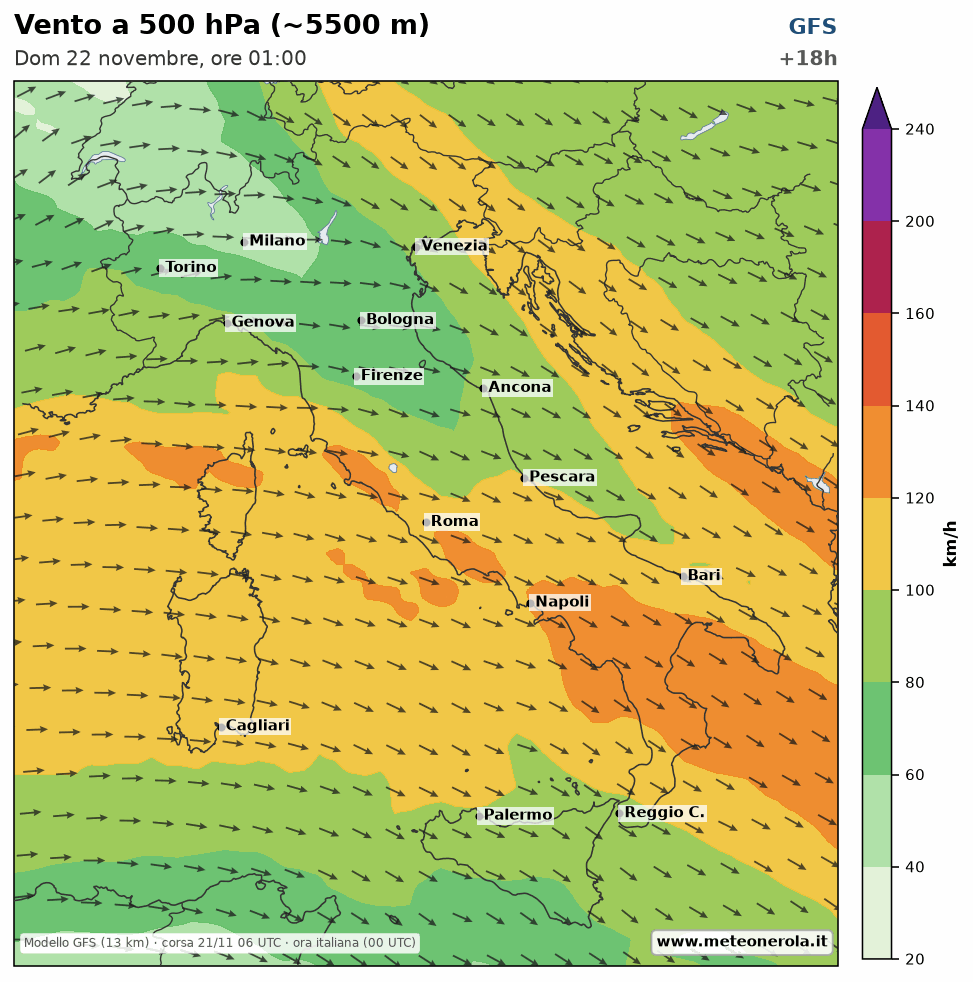 Vento a 500 hPa (~5500 m)
GFS
Dom 22 novembre, ore 01:00
+18h
240
200
160
140
120
100
80
60
40
20
km/h
Milano
Venezia
Torino
Genova
Bologna
Firenze
Ancona
Pescara
Roma
Bari
Napoli
Cagliari
Palermo
Reggio C.
Modello GFS (13 km) · corsa 21/11 06 UTC · ora italiana (00 UTC)
www.meteonerola.it